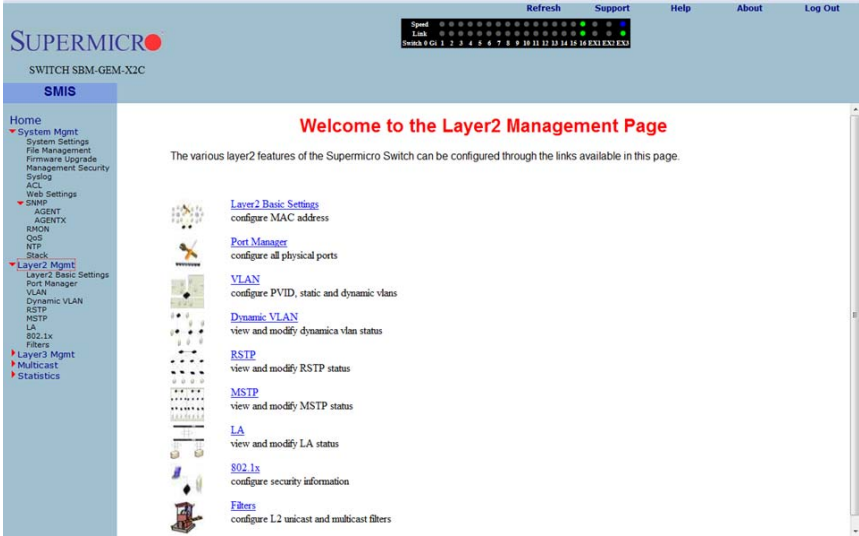 Refresh Support Help About Log Out
Speed
Link
Switch 0 Gi 1 2 3 4 5 6 7 8 9 10 11 12 13 14 15 16 EX1 EX2 EX3
SUPERMICRO
SWITCH SBM-GEM-X2C
SMIS
Home
System Mgmt
System Settings
File Management
Firmware Upgrade
Management Security
Syslog
ACL
Web Settings
SNMP
AGENT
AGENTX
RMON
QoS
NTP
Stack
Layer2 Mgmt
Layer2 Basic Settings
Port Manager
VLAN
Dynamic VLAN
RSTP
MSTP
LA
802.1x
Filters
Layer3 Mgmt
Multicast
Statistics
Welcome to the Layer2 Management Page
The various layer2 features of the Supermicro Switch can be configured through the links available in this page.
Layer2 Basic Settings
configure MAC address
Port Manager
configure all physical ports
VLAN
configure PVID, static and dynamic vlans
Dynamic VLAN
view and modify dynamica vlan status
RSTP
view and modify RSTP status
MSTP
view and modify MSTP status
LA
view and modify LA status
802.1x
configure security information
Filters
configure L2 unicast and multicast filters